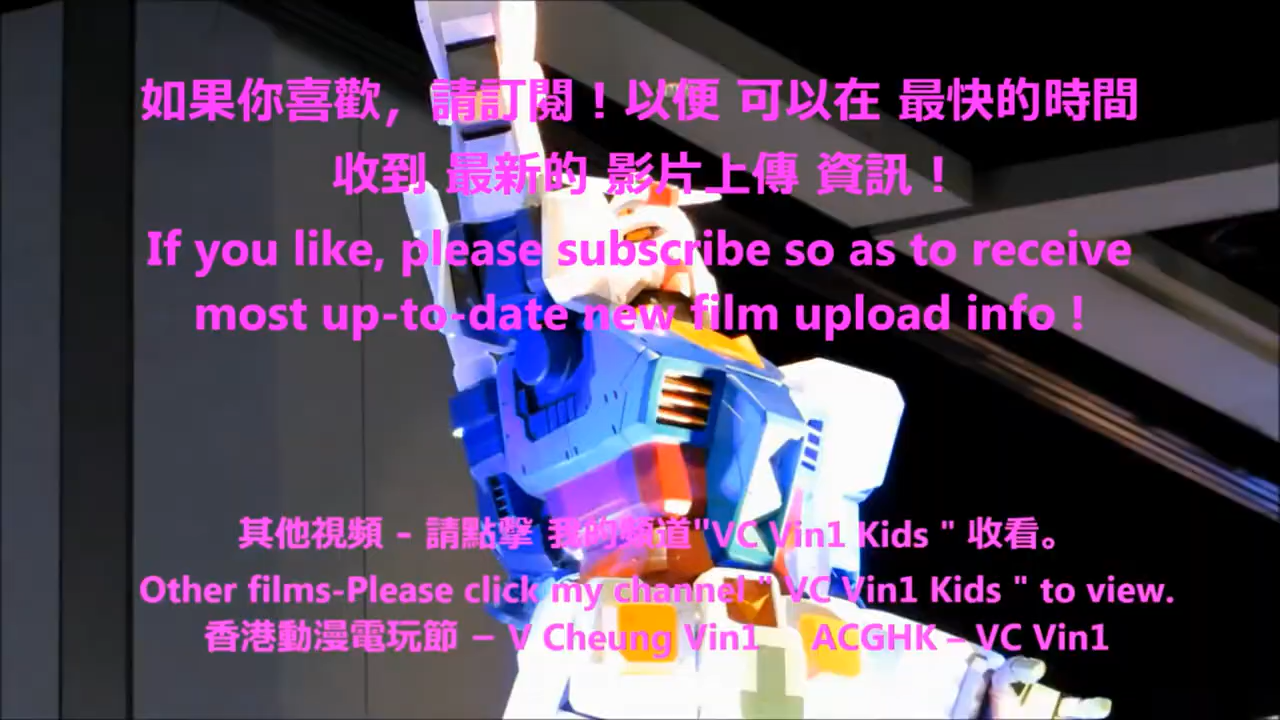 如果你喜歡，請訂閱！以便 可以在 最快的時間
收到 最新的 影片上傳 資訊！
If you like, please subscribe so as to receive
most up-to-date new film upload info !
其他視頻 - 請點擊 我的頻道"VC Vin1 Kids " 收看。
Other films-Please click my channel " VC Vin1 Kids " to view.
香港動漫電玩節 – V Cheung Vin1 ACGHK – VC Vin1